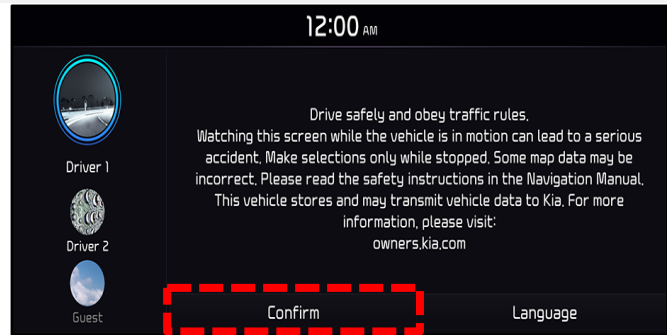 12:00 AM
Driver 1
Driver 2
Guest
Drive safely and obey traffic rules.
Watching this screen while the vehicle is in motion can lead to a serious
accident. Make selections only while stopped. Some map data may be
incorrect. Please read the safety instructions in the Navigation Manual.
This vehicle stores and may transmit vehicle data to Kia. For more
information, please visit:
owners.kia.com
Confirm
Language